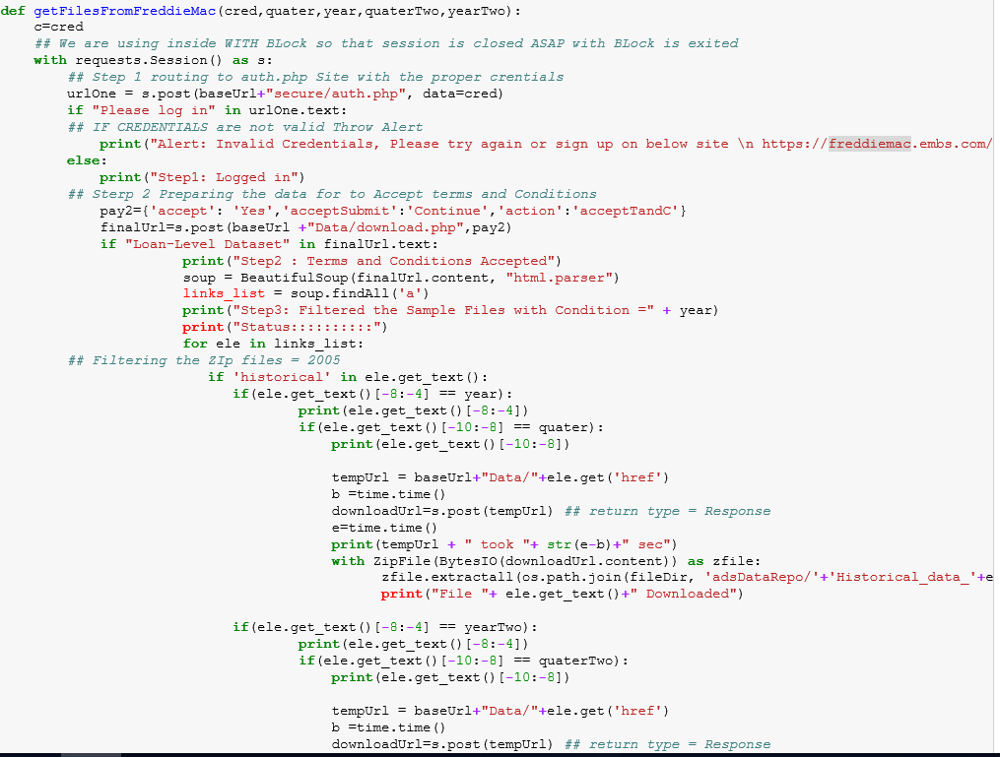 def getFilesFromFreddieMac(cred,quater,year,quaterTwo,yearTwo):
    c=cred
    ## We are using inside WITH BLock so that session is closed ASAP with BLock is exited
    with requests.Session() as s:
        ## Step 1 routing to auth.php Site with the proper crentials
        urlOne = s.post(baseUrl+"secure/auth.php", data=cred)
        if "Please log in" in urlOne.text:
        ## IF CREDENTIALS are not valid Throw Alert
            print("Alert: Invalid Credentials, Please try again or sign up on below site \n https://freddiemac.embs.com/
        else:
            print("Step1: Logged in")
        ## Sterp 2 Preparing the data for to Accept terms and Conditions
            pay2={'accept': 'Yes','acceptSubmit':'Continue','action':'acceptTandC'}
            finalUrl=s.post(baseUrl +"Data/download.php",pay2)
            if "Loan-Level Dataset" in finalUrl.text:
                      print("Step2 : Terms and Conditions Accepted")
                      soup = BeautifulSoup(finalUrl.content, "html.parser")
                      links_list = soup.findAll('a')
                      print("Step3: Filtered the Sample Files with Condition =" + year)
                      print("Status::::::::::")
                      for ele in links_list:
        ## Filtering the ZIp files = 2005
                         if 'historical' in ele.get_text():
                            if(ele.get_text()[-8:-4] == year):
                                    print(ele.get_text()[-8:-4])
                                    if(ele.get_text()[-10:-8] == quater):
                                        print(ele.get_text()[-10:-8])
                                        tempUrl = baseUrl+"Data/"+ele.get('href')
                                        b =time.time()
                                        downloadUrl=s.post(tempUrl) ## return type = Response
                                        e=time.time()
                                        print(tempUrl + " took "+ str(e-b)+" sec")
                                        with ZipFile(BytesIO(downloadUrl.content)) as zfile:
                                              zfile.extractall(os.path.join(fileDir, 'adsDataRepo/'+'Historical_data_'+e
                                              print("File "+ ele.get_text()+" Downloaded")
                            if(ele.get_text()[-8:-4] == yearTwo):
                                    print(ele.get_text()[-8:-4])
                                    if(ele.get_text()[-10:-8] == quaterTwo):
                                        print(ele.get_text()[-10:-8])
                                        tempUrl = baseUrl+"Data/"+ele.get('href')
                                        b =time.time()
                                        downloadUrl=s.post(tempUrl) ## return type = Response